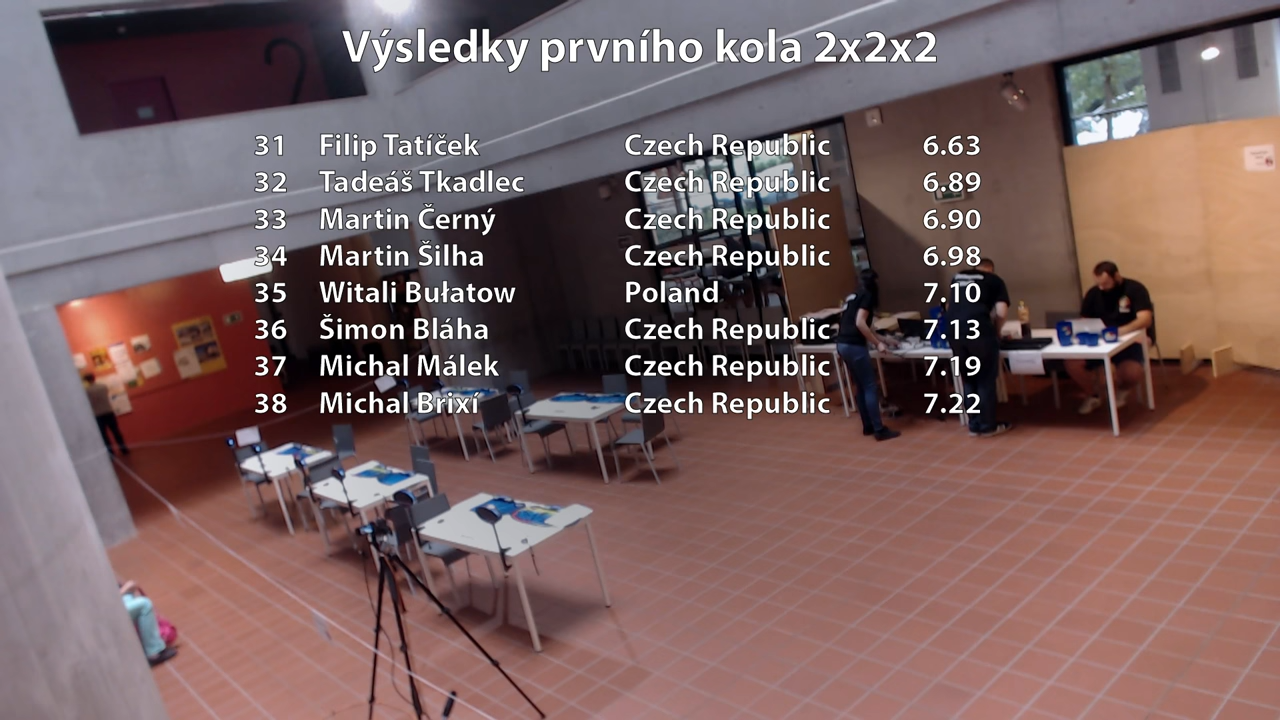 Výsledky prvního kola 2x2x2
31 Filip Tatíček Czech Republic 6.63
32 Tadeáš Tkadlec Czech Republic 6.89
33 Martin Černý Czech Republic 6.90
34 Martin Šilha Czech Republic 6.98
35 Witali Bułatow Poland 7.10
36 Šimon Bláha Czech Republic 7.13
37 Michal Málek Czech Republic 7.19
38 Michal Brixí Czech Republic 7.22